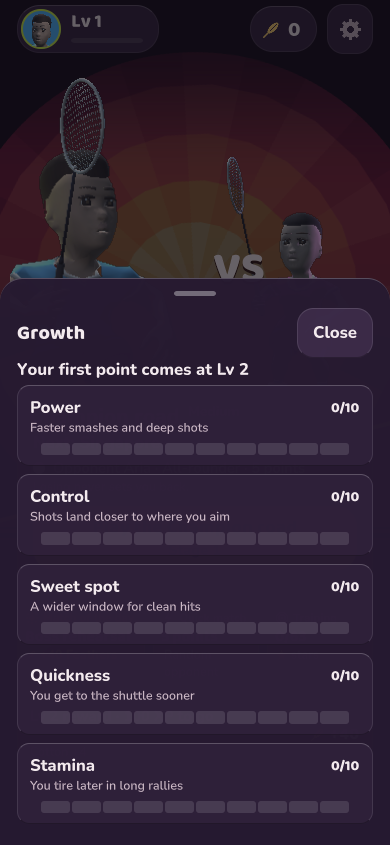 Lv 1
0
VS
Growth
Close
Your first point comes at Lv 2
Power
0/10
Faster smashes and deep shots
Control
0/10
Shots land closer to where you aim
Sweet spot
0/10
A wider window for clean hits
Quickness
0/10
You get to the shuttle sooner
Stamina
0/10
You tire later in long rallies